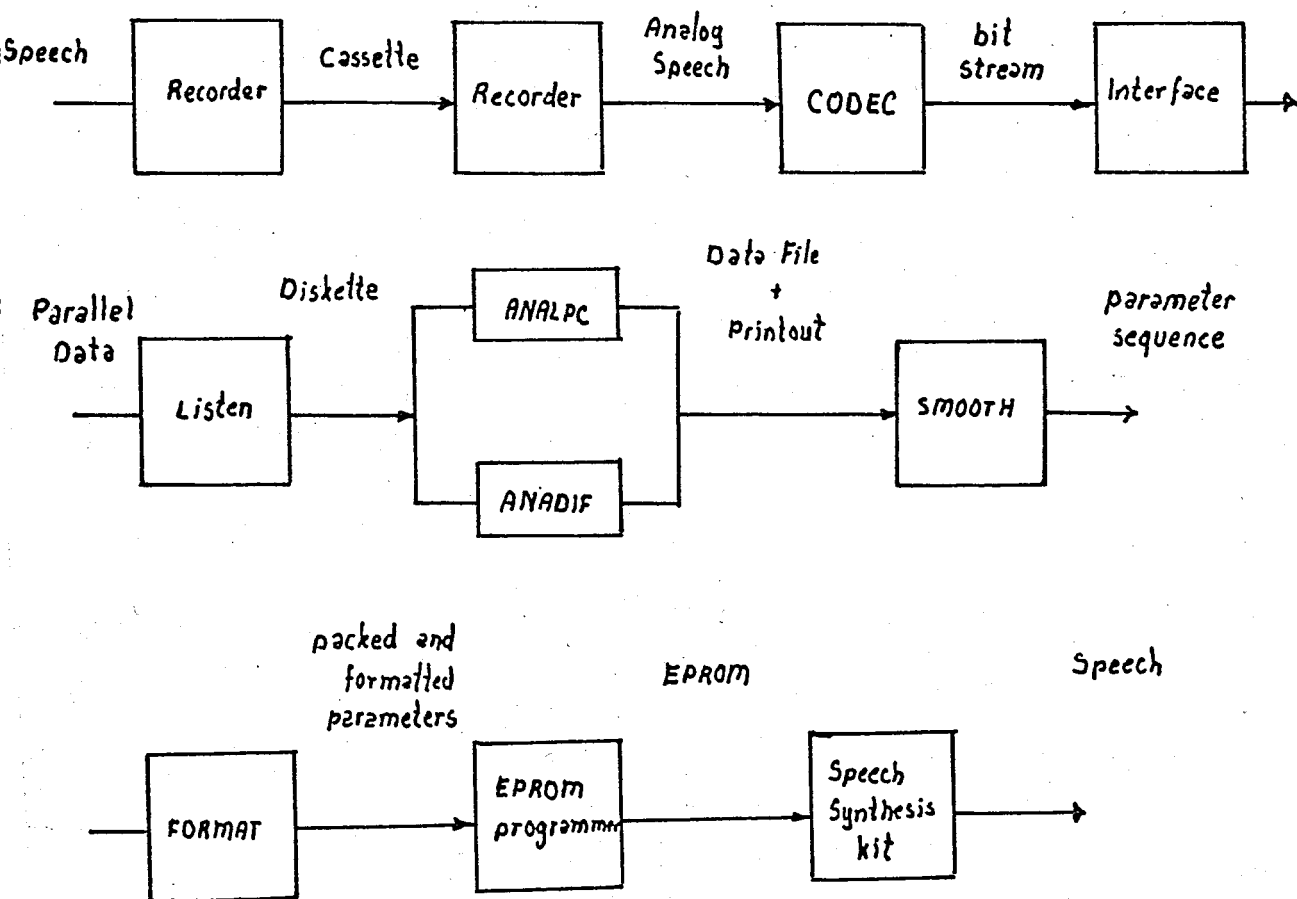 Speech
Recorder
Cassette
Recorder
Analog
Speech
CODEC
bit
stream
Interface
Parallel
Data
Listen
Diskette
ANALPC
ANADIF
Data File
+
Printout
SMOOTH
parameter
sequence
FORMAT
packed and
formatted
parameters
EPROM
programmer
EPROM
Speech
Synthesis
kit
Speech